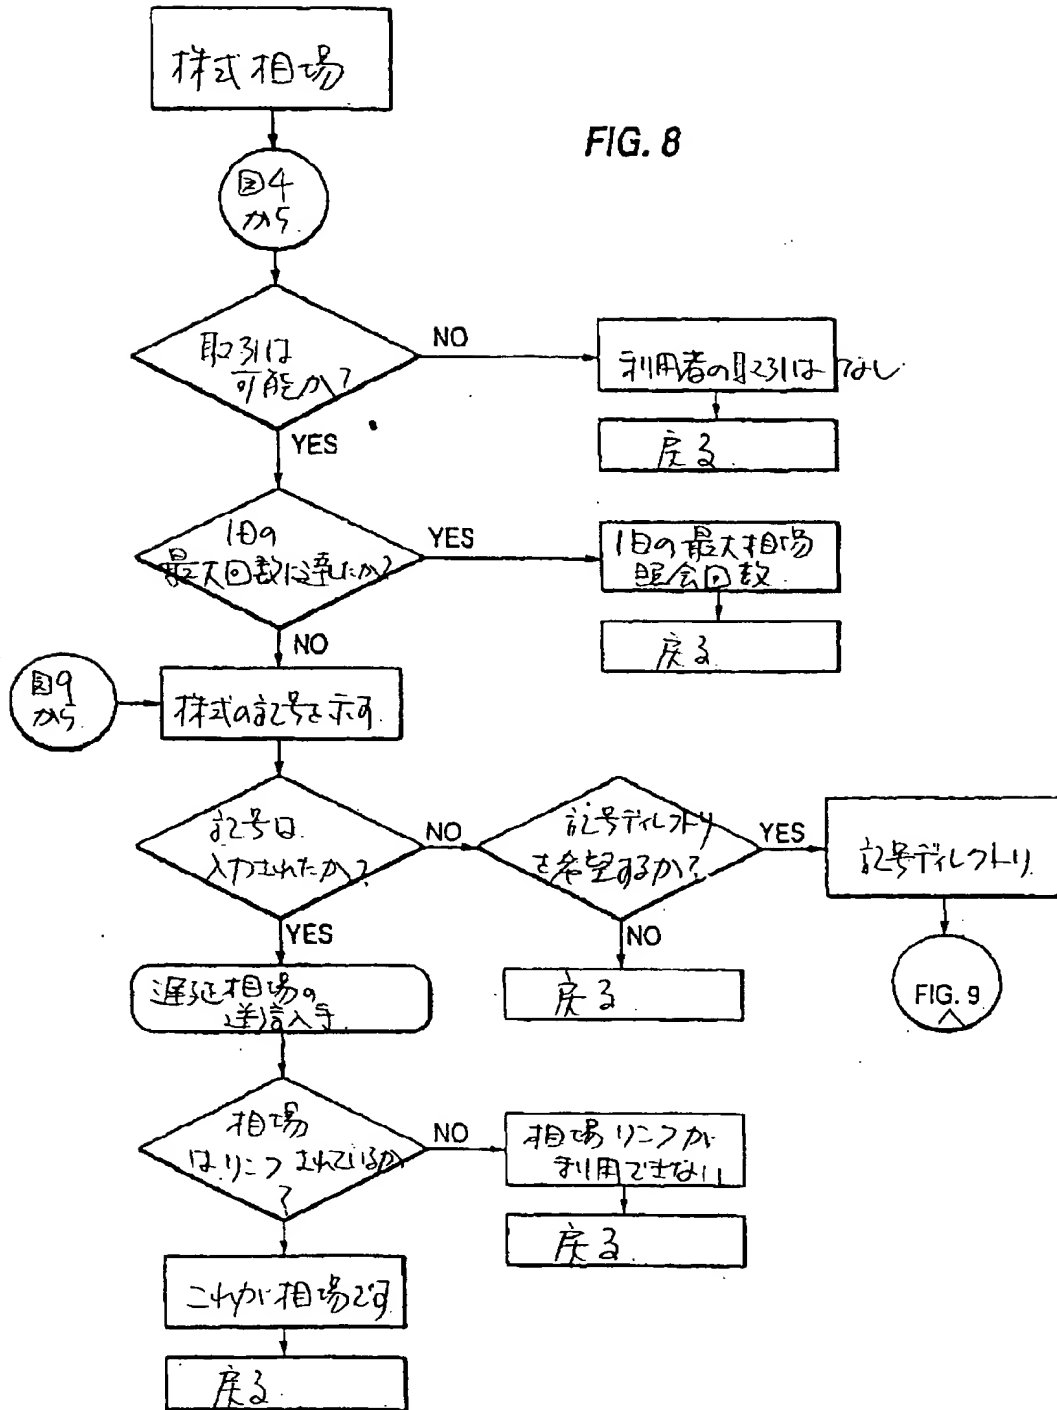 株式相場
FIG. 8
図4
から
取引は
可能か?
NO
利用者の取引はなし
戻る
YES
1日の
最大回数に達したか?
YES
1日の最大相場
照会回数
戻る
NO
図9
から
株式の記号を示す
記号は
入力されたか?
NO
記号ディレクトリ
を希望するか?
YES
記号ディレクトリ
YES
NO
遅延相場の
送信入手
戻る
FIG. 9
へ
相場
はリンクされているか
?
NO
相場リンクが
利用できない
戻る
これが相場です
戻る